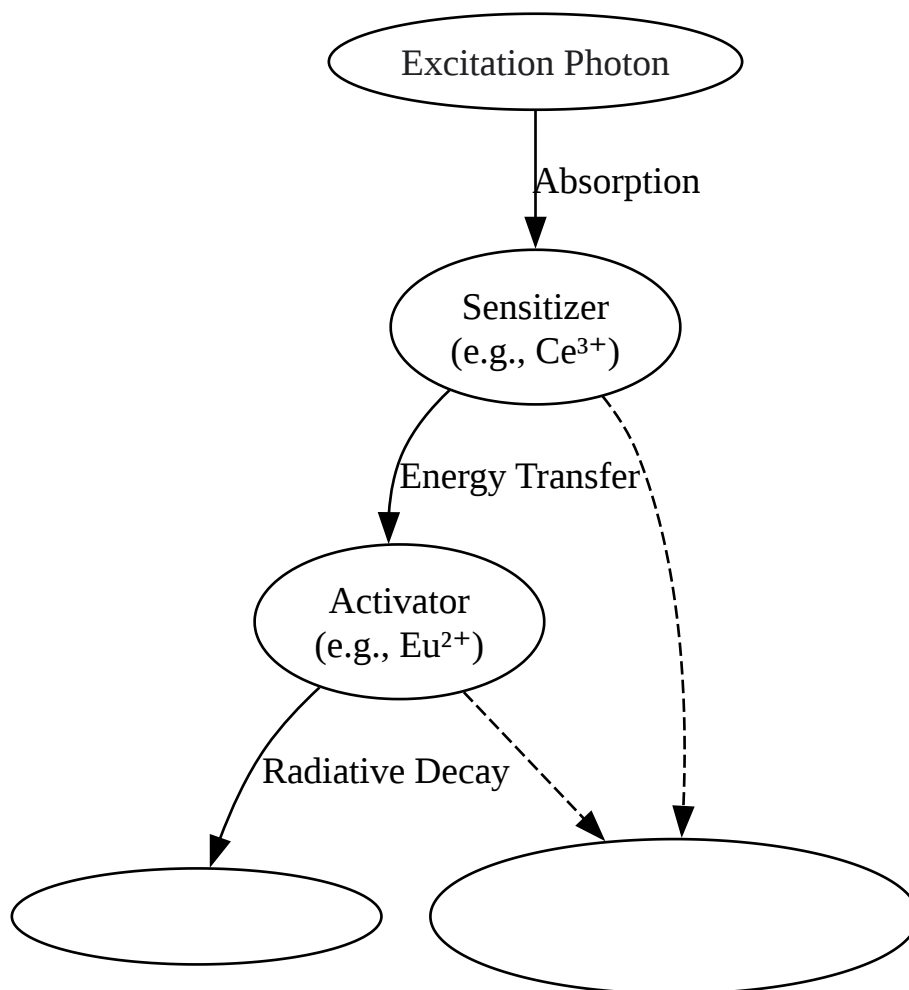 Excitation Photon
Absorption
Sensitizer
(e.g., Ce³⁺)
Energy Transfer
Activator
(e.g., Eu²⁺)
Radiative Decay